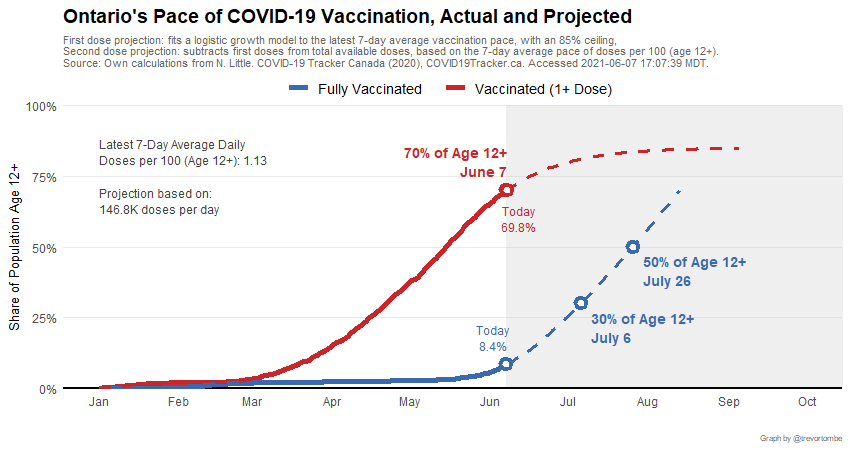 Ontario's Pace of COVID-19 Vaccination, Actual and Projected
First dose projection: fits a logistic growth model to the latest 7-day average vaccination pace, with an 85% ceiling,
Second dose projection: subtracts first doses from total available doses, based on the 7-day average pace of doses per 100 (age 12+).
Source: Own calculations from N. Little. COVID-19 Tracker Canada (2020), COVID19Tracker.ca. Accessed 2021-06-07 17:07:39 MDT.
Fully Vaccinated
Vaccinated (1+ Dose)
Share of Population Age 12+
100%
75%
50%
25%
0%
Latest 7-Day Average Daily
Doses per 100 (Age 12+): 1.13
Projection based on:
146.8K doses per day
70% of Age 12+
June 7
Today
69.8%
50% of Age 12+
July 26
30% of Age 12+
July 6
Today
8.4%
Jan
Feb
Mar
Apr
May
Jun
Jul
Aug
Sep
Oct
Graph by @trevortombe